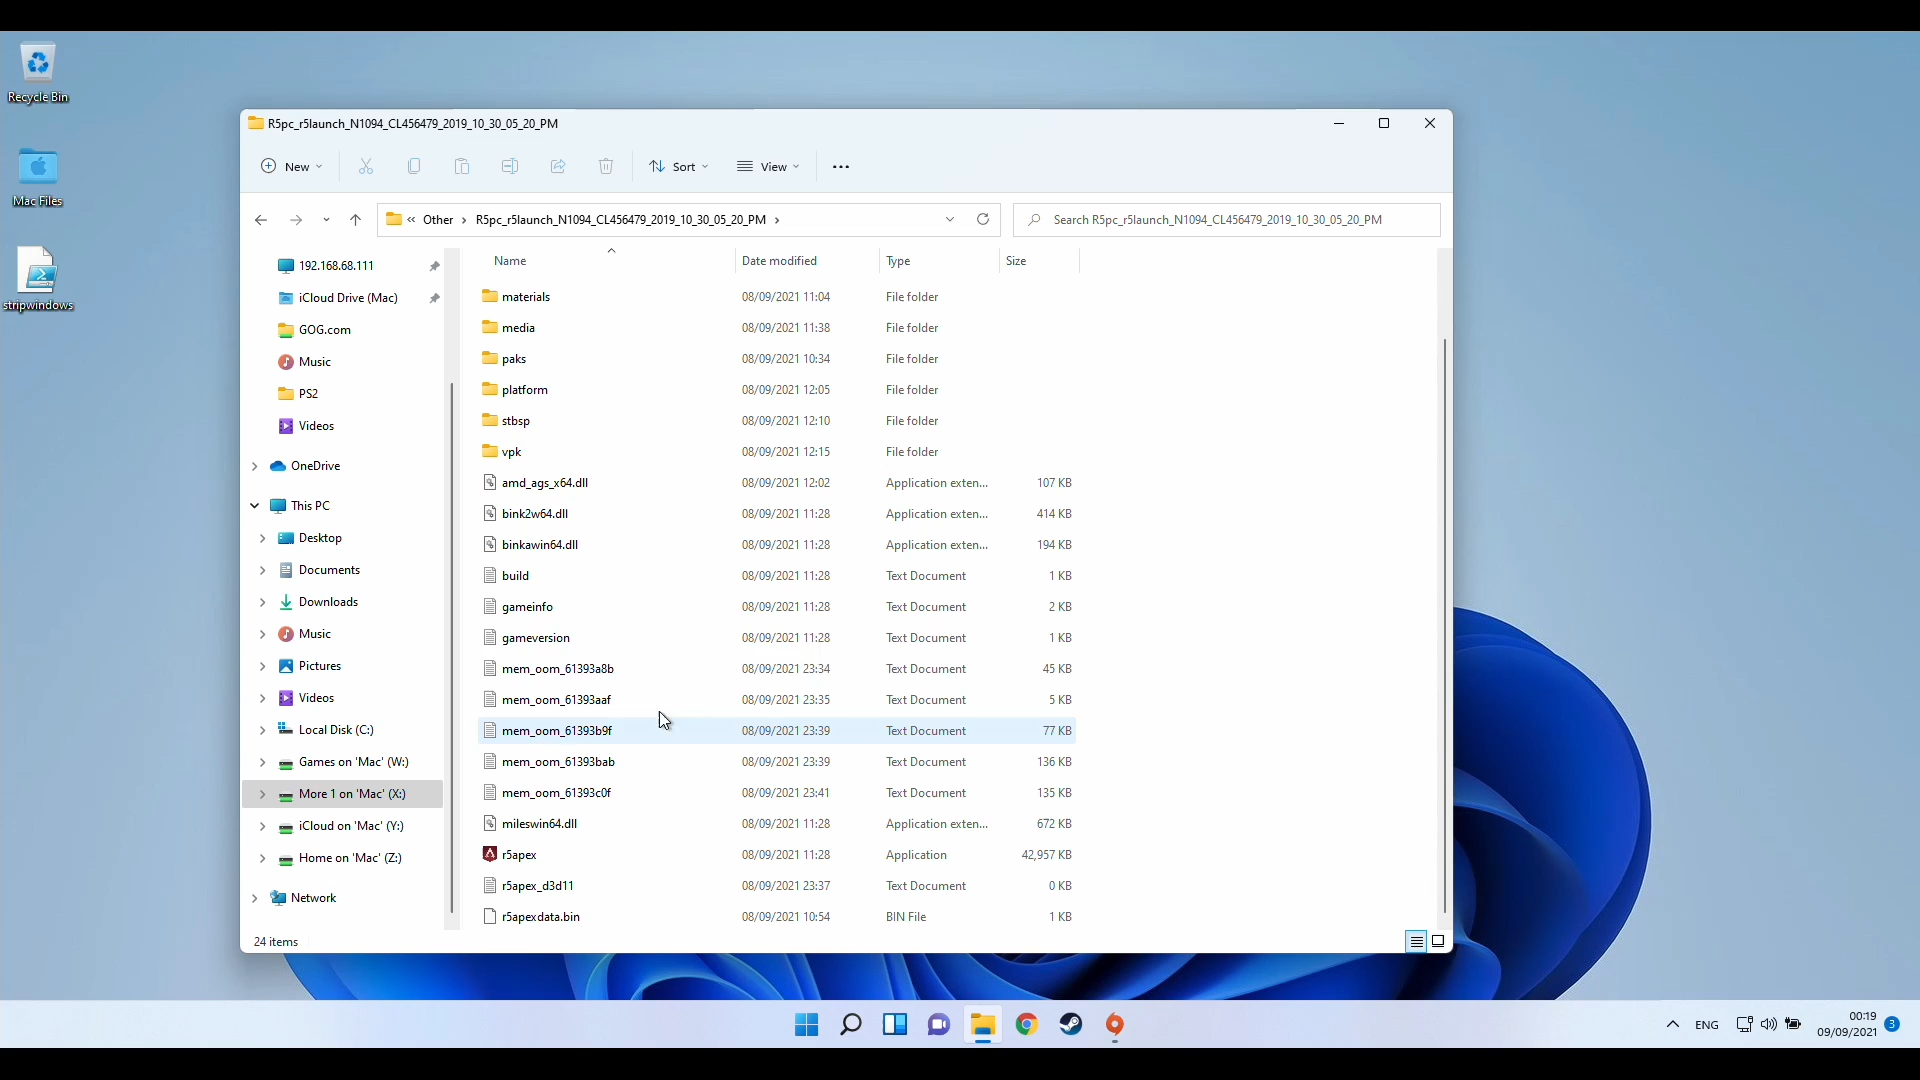 Recycle Bin
Mac Files
stripwindows
R5pc_r5launch_N1094_CL456479_2019_10_30_05_20_PM
New
Sort
View
« Other › R5pc_r5launch_N1094_CL456479_2019_10_30_05_20_PM ›
Search R5pc_r5launch_N1094_CL456479_2019_10_30_05_20_PM
192.168.68.111
iCloud Drive (Mac)
GOG.com
Music
PS2
Videos
OneDrive
This PC
Desktop
Documents
Downloads
Music
Pictures
Videos
Local Disk (C:)
Games on 'Mac' (W:)
More 1 on 'Mac' (X:)
iCloud on 'Mac' (Y:)
Home on 'Mac' (Z:)
Network
Name Date modified Type Size
materials 08/09/2021 11:04 File folder
media 08/09/2021 11:38 File folder
paks 08/09/2021 10:34 File folder
platform 08/09/2021 12:05 File folder
stbsp 08/09/2021 12:10 File folder
vpk 08/09/2021 12:15 File folder
amd_ags_x64.dll 08/09/2021 12:02 Application exten... 107 KB
bink2w64.dll 08/09/2021 11:28 Application exten... 414 KB
binkawin64.dll 08/09/2021 11:28 Application exten... 194 KB
build 08/09/2021 11:28 Text Document 1 KB
gameinfo 08/09/2021 11:28 Text Document 2 KB
gameversion 08/09/2021 11:28 Text Document 1 KB
mem_oom_61393a8b 08/09/2021 23:34 Text Document 45 KB
mem_oom_61393aaf 08/09/2021 23:35 Text Document 5 KB
mem_oom_61393b9f 08/09/2021 23:39 Text Document 77 KB
mem_oom_61393bab 08/09/2021 23:39 Text Document 136 KB
mem_oom_61393c0f 08/09/2021 23:41 Text Document 135 KB
mileswin64.dll 08/09/2021 11:28 Application exten... 672 KB
r5apex 08/09/2021 11:28 Application 42,957 KB
r5apex_d3d11 08/09/2021 23:37 Text Document 0 KB
r5apexdata.bin 08/09/2021 10:54 BIN File 1 KB
24 items
ENG
00:19
09/09/2021
3